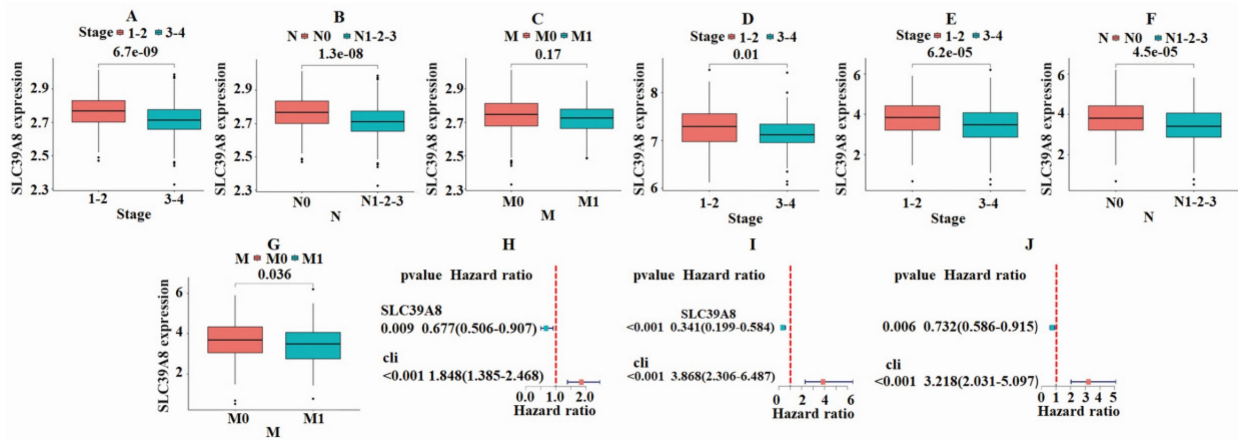 A
Stage 1-2 3-4
6.7e-09
SLC39A8 expression
2.9
2.7
2.5
2.3
1-2 3-4
Stage
B
N N0 N1-2-3
1.3e-08
SLC39A8 expression
2.9
2.7
2.5
2.3
N0 N1-2-3
N
C
M M0 M1
0.17
SLC39A8 expression
2.9
2.7
2.5
2.3
M0 M1
M
D
Stage 1-2 3-4
0.01
SLC39A8 expression
8
7
6
1-2 3-4
Stage
E
Stage 1-2 3-4
6.2e-05
SLC39A8 expression
6
4
2
1-2 3-4
Stage
F
N N0 N1-2-3
4.5e-05
SLC39A8 expression
6
4
2
N0 N1-2-3
N
G
M M0 M1
0.036
SLC39A8 expression
6
4
2
M0 M1
M
H
pvalue Hazard ratio
SLC39A8
0.009 0.677(0.506-0.907)
cli
<0.001 1.848(1.385-2.468)
0.0 1.0 2.0
Hazard ratio
I
pvalue Hazard ratio
SLC39A8
<0.001 0.341(0.199-0.584)
cli
<0.001 3.868(2.306-6.487)
0 2 4 6
Hazard ratio
J
pvalue Hazard ratio
0.006 0.732(0.586-0.915)
cli
<0.001 3.218(2.031-5.097)
0 1 2 3 4 5
Hazard ratio